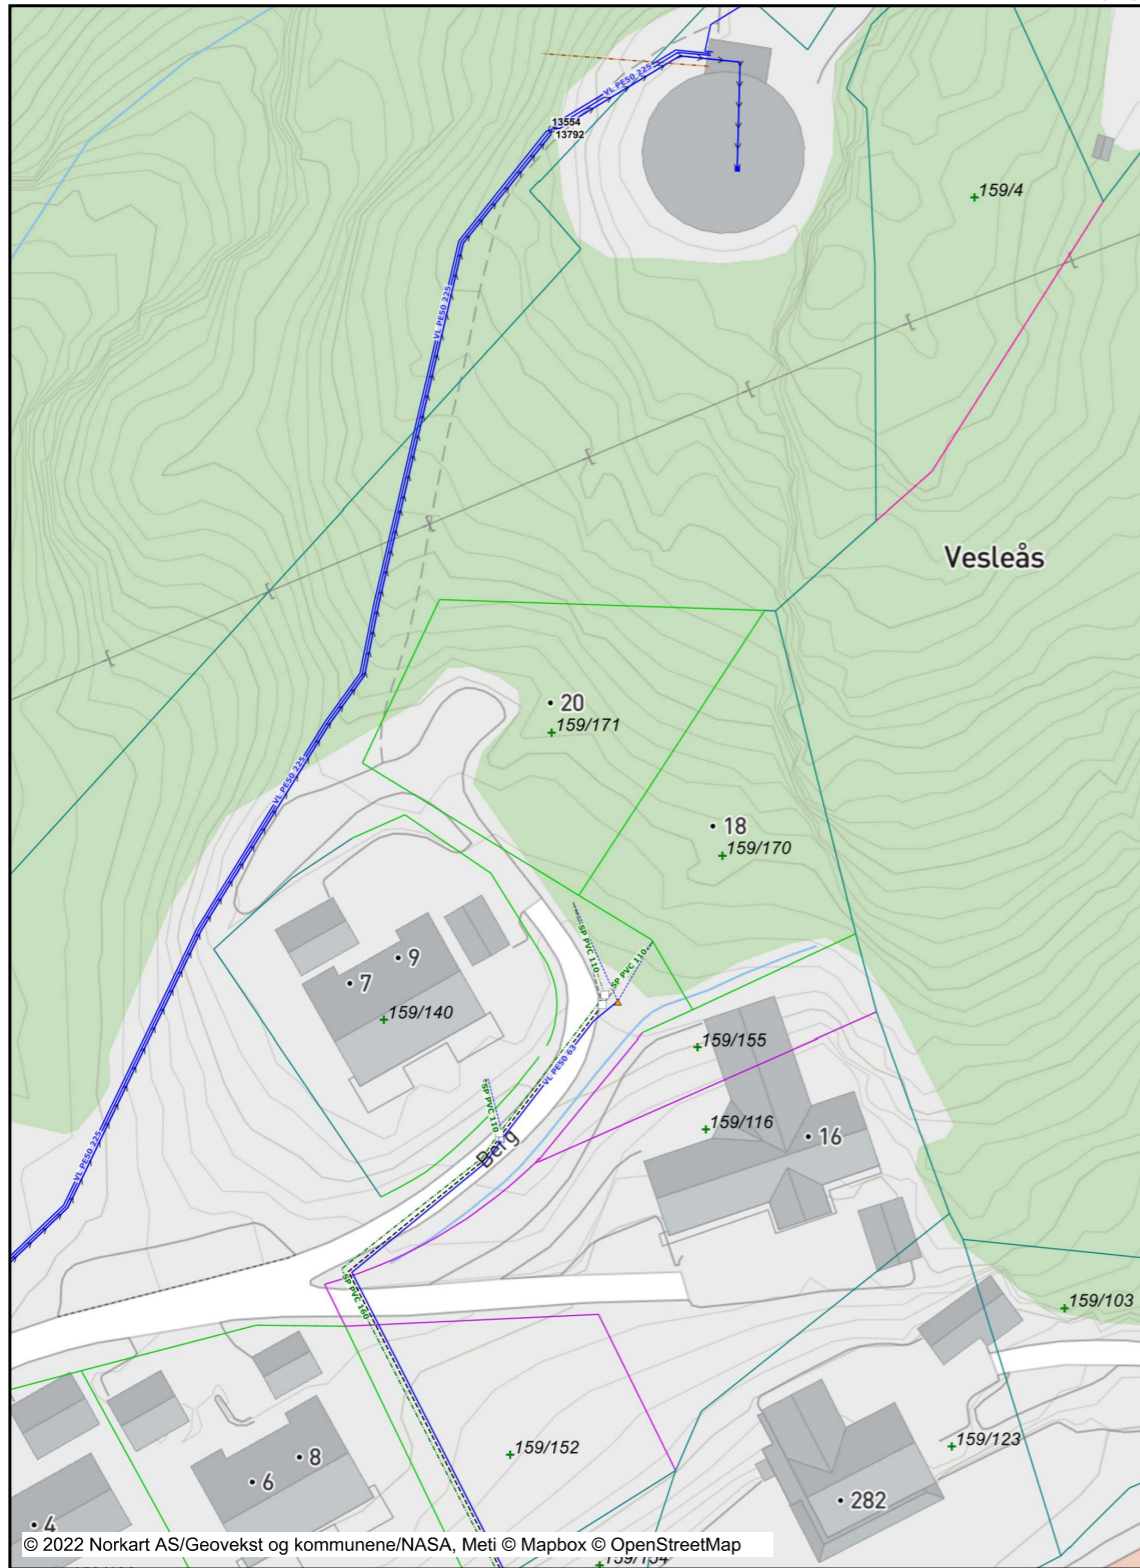 VL PE50 225
13554
13792
159/4
VL PE50 225
Vesleås
20
159/171
VL PE50 225
18
159/170
SP PVC 110
SP PVC 110
9
7
159/140
159/155
VL PE50 63
SP PVC 110
159/116
16
Berg
VL PE50 225
SP PVC 160
159/103
159/152
159/123
8
6
282
4
© 2022 Norkart AS/Geovekst og kommunene/NASA, Meti © Mapbox © OpenStreetMap